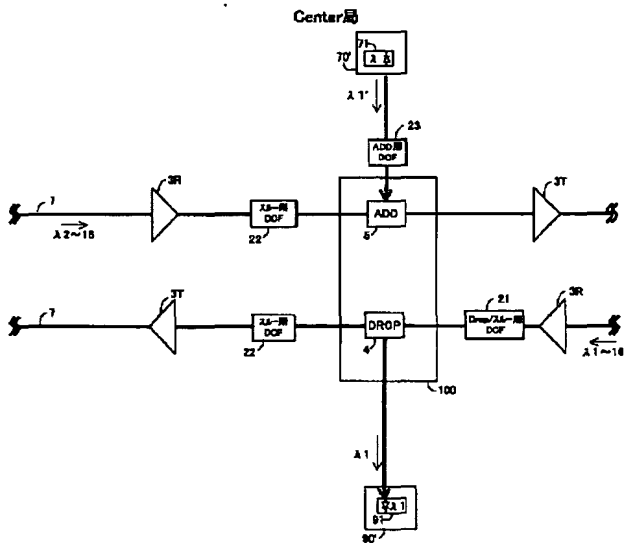 Center局
71
70'
λ1'
23
ADD用
DCF
7
3R
3T
λ2~16
スルー用
DCF
22
ADD
5
7
3T
スルー用
DCF
22
DROP
4
21
Drop/スルー用
DCF
3R
λ1~16
100
λ1
91
90'